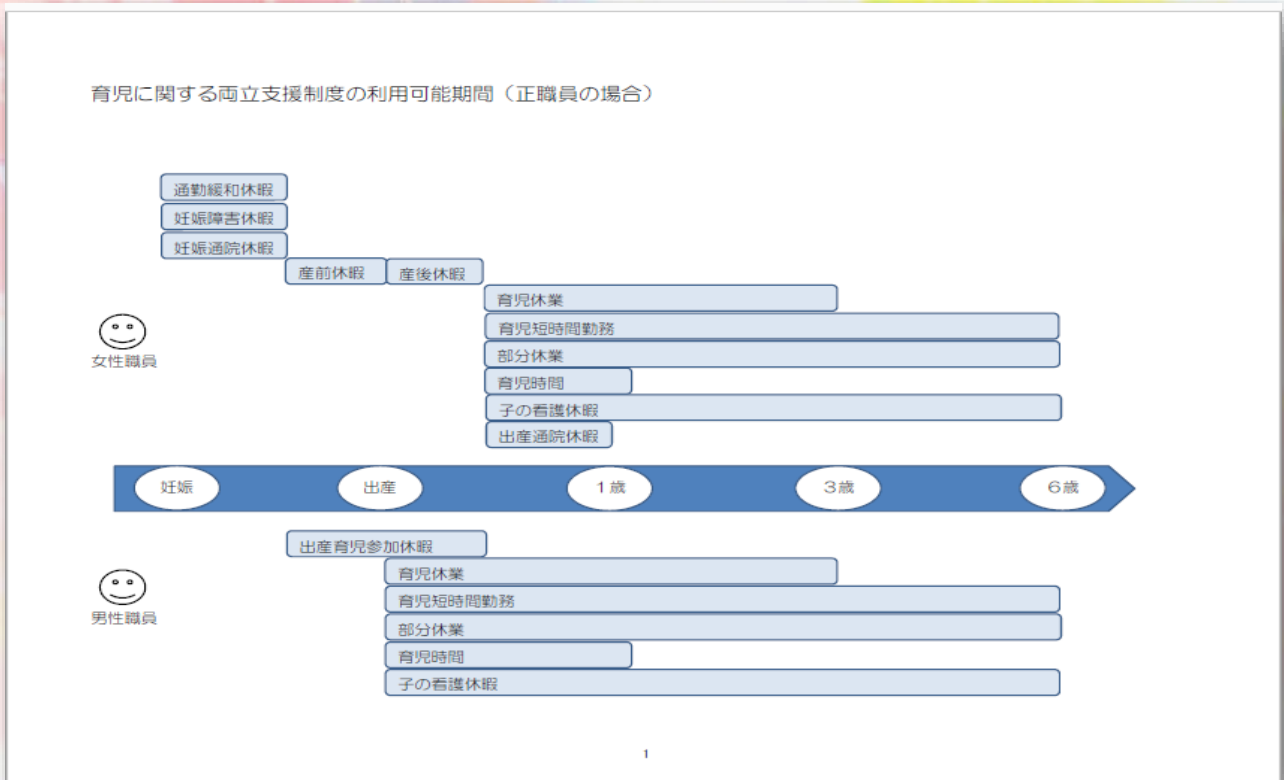 育児に関する両立支援制度の利用可能期間（正職員の場合）
通勤緩和休暇
妊娠障害休暇
妊娠通院休暇
産前休暇 産後休暇
育児休業
育児短時間勤務
部分休業
育児時間
子の看護休暇
出産通院休暇
女性職員
妊娠 出産 1歳 3歳 6歳
出産育児参加休暇
育児休業
育児短時間勤務
部分休業
育児時間
子の看護休暇
男性職員
1